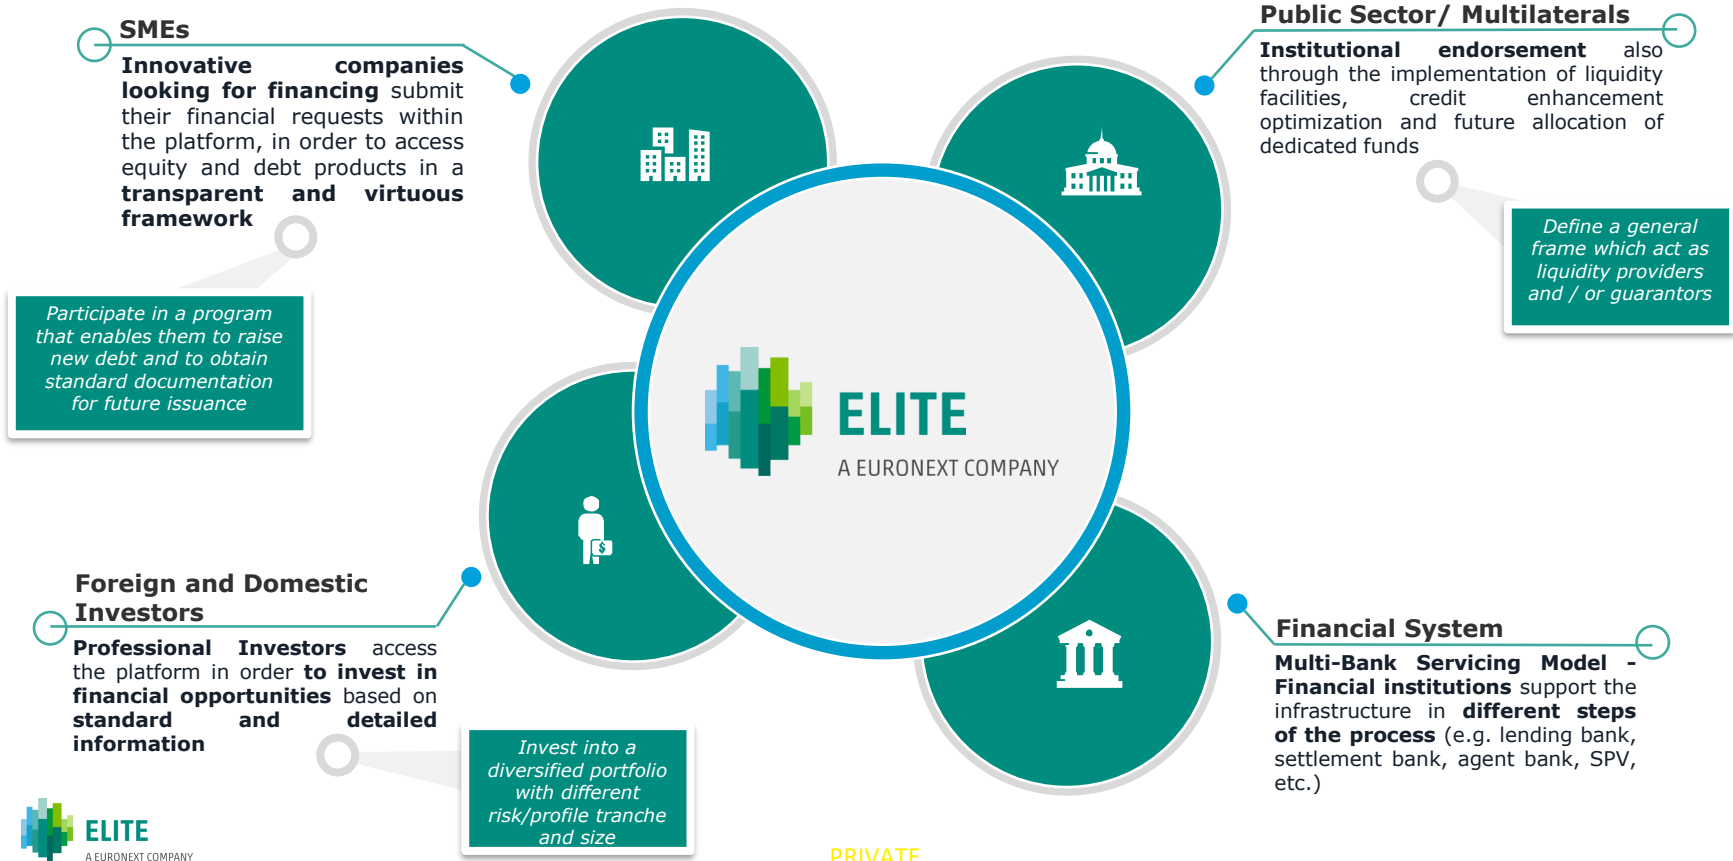 SMEs
Innovative companies
looking for financing submit
their financial requests within
the platform, in order to access
equity and debt products in a
transparent and virtuous
framework
Participate in a program
that enables them to raise
new debt and to obtain
standard documentation
for future issuance
Public Sector/ Multilaterals
Institutional endorsement also
through the implementation of liquidity
facilities, credit enhancement
optimization and future allocation of
dedicated funds
Define a general
frame which act as
liquidity providers
and / or guarantors
ELITE
A EURONEXT COMPANY
$
Foreign and Domestic
Investors
Professional Investors access
the platform in order to invest in
financial opportunities based on
standard and detailed
information
Invest into a
diversified portfolio
with different
risk/profile tranche
and size
Financial System
Multi-Bank Servicing Model -
Financial institutions support the
infrastructure in different steps
of the process (e.g. lending bank,
settlement bank, agent bank, SPV,
etc.)
ELITE
A EURONEXT COMPANY
PRIVATE